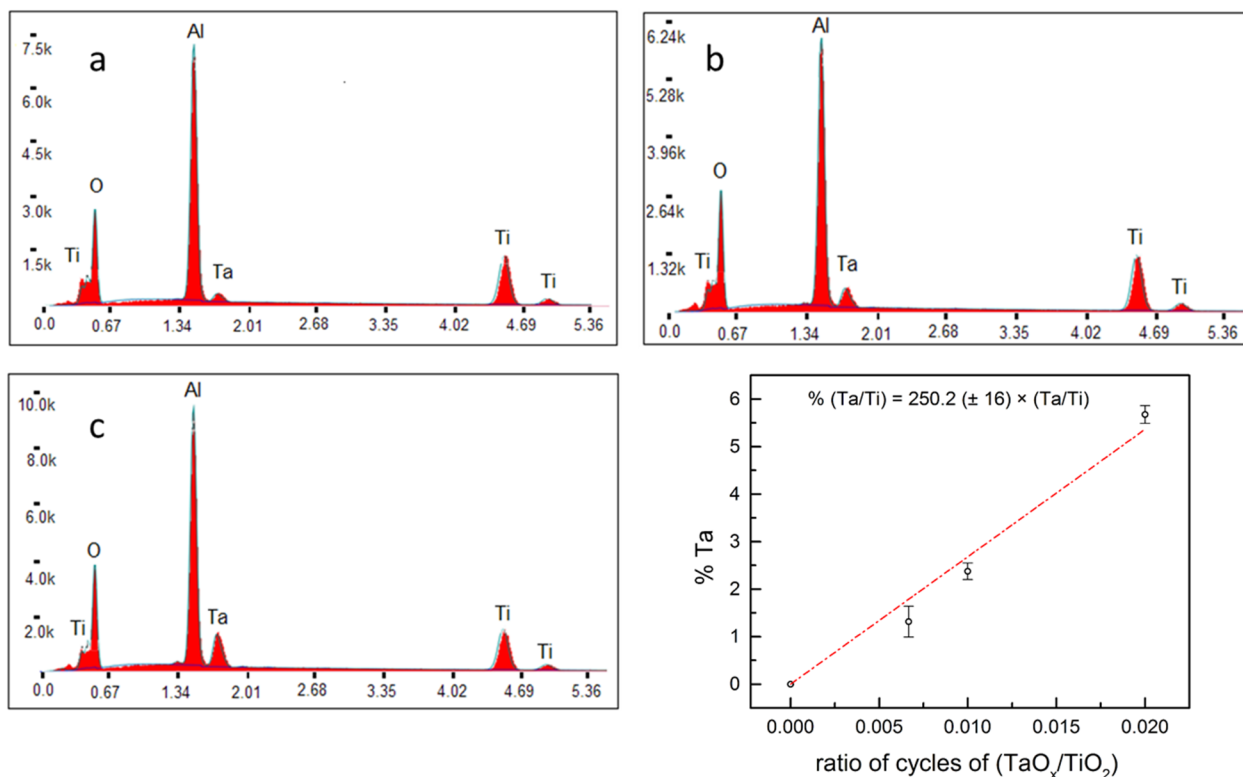 a
Al
7.5k
6.0k
4.5k
3.0k
1.5k
O
Ti
Ta
Ti
Ti
0.0 0.67 1.34 2.01 2.68 3.35 4.02 4.69 5.36
b
Al
6.24k
5.28k
3.96k
2.64k
1.32k
O
Ti
Ta
Ti
Ti
0.0 0.67 1.34 2.01 2.68 3.35 4.02 4.69 5.36
c
Al
10.0k
8.0k
6.0k
4.0k
2.0k
O
Ti
Ta
Ti
Ti
0.0 0.67 1.34 2.01 2.68 3.35 4.02 4.69 5.36
% (Ta/Ti) = 250.2 (± 16) × (Ta/Ti)
% Ta
6
5
4
3
2
1
0
0.000 0.005 0.010 0.015 0.020
ratio of cycles of (TaOₓ/TiO₂)